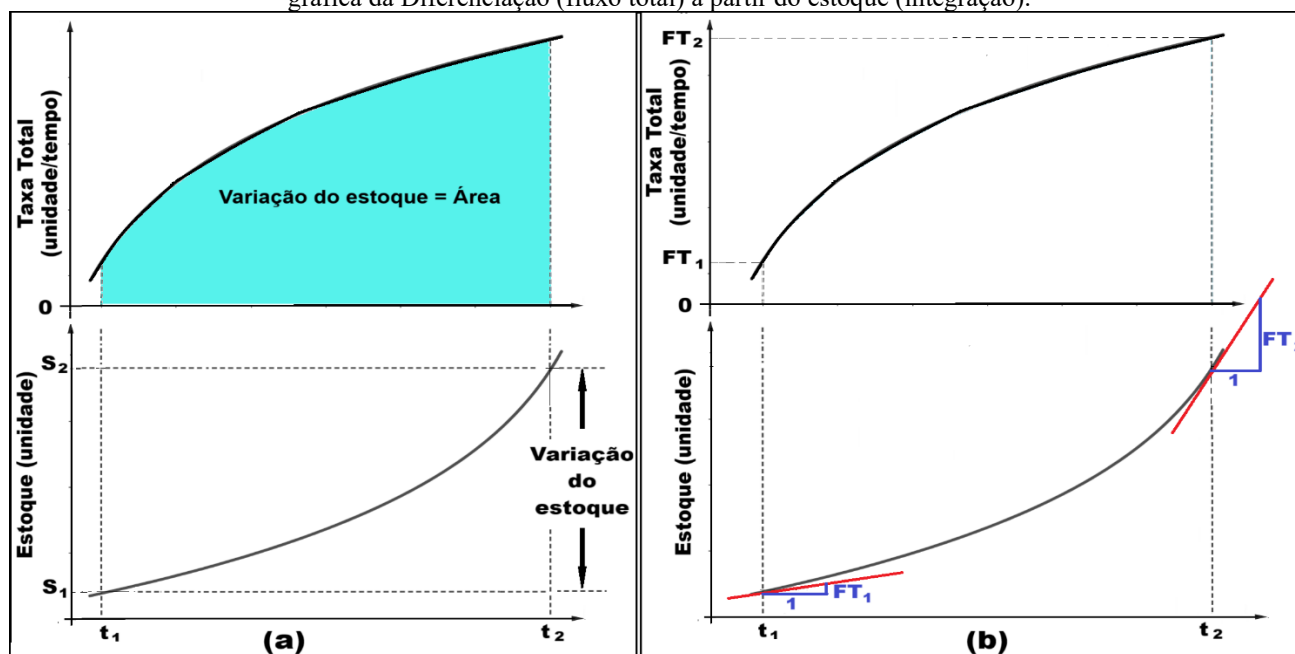 gráfica da Diferenciação (fluxo total) a partir do estoque (integração).
Taxa Total
(unidade/tempo)
Variação do estoque = Área
0
Estoque (unidade)
S2
S1
Variação
do
estoque
t1
(a)
t2
Taxa Total
(unidade/tempo)
FT2
FT1
0
Estoque (unidade)
FT
1
FT1
1
t1
(b)
t2